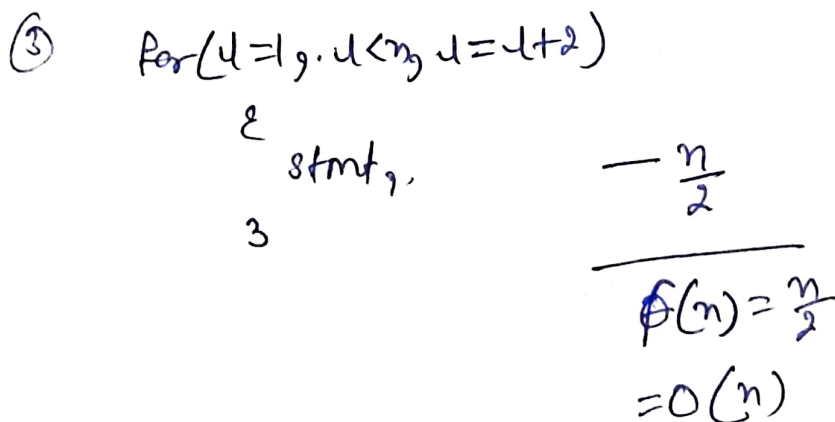 ③ for(i=1; i<n; i=i+2)
{
stmt;
— n/2
}
f(n)=n/2
=O(n)